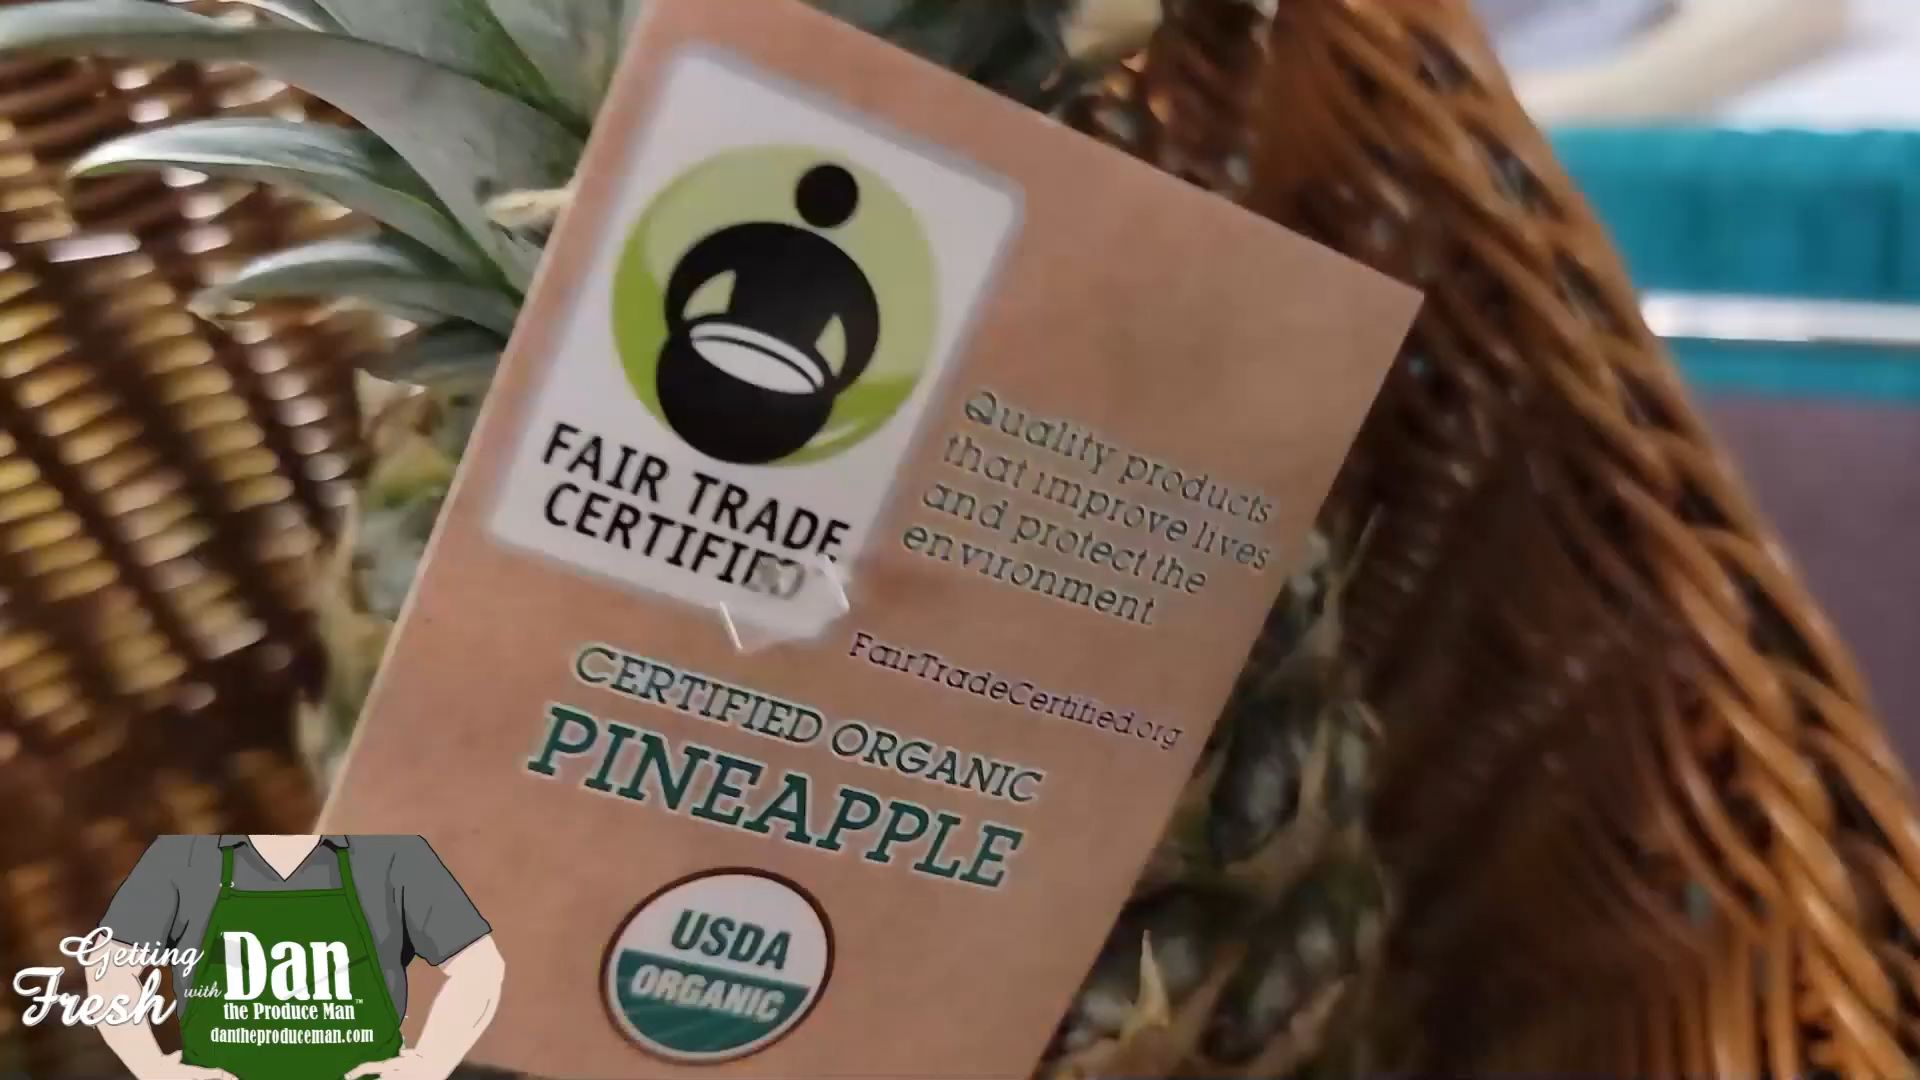 FAIR TRADE
CERTIFIED
Quality products
that improve lives
and protect the
environment
FairTradeCertified.org
CERTIFIED ORGANIC
PINEAPPLE
USDA
ORGANIC
Getting
Fresh with
Dan
the Produce Man™
dantheproduceman.com